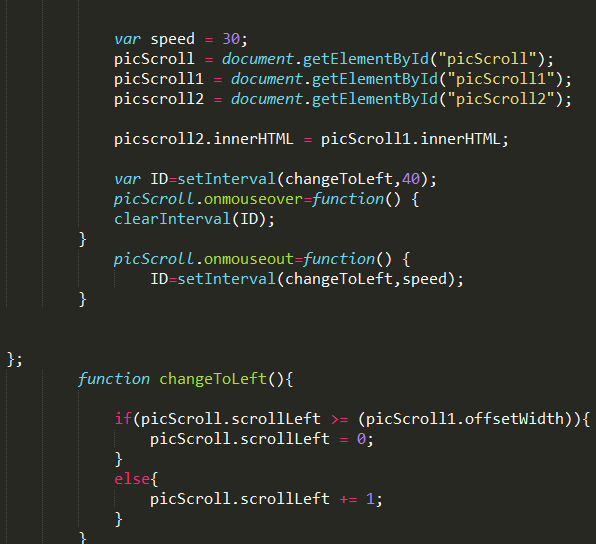 var speed = 30;
picScroll = document.getElementById("picScroll");
picScroll1 = document.getElementById("picScroll1");
picscroll2 = document.getElementById("picScroll2");
picscroll2.innerHTML = picScroll1.innerHTML;
var ID=setInterval(changeToLeft,40);
picScroll.onmouseover=function() {
clearInterval(ID);
}
picScroll.onmouseout=function() {
ID=setInterval(changeToLeft,speed);
}
};
function changeToLeft(){
if(picScroll.scrollLeft >= (picScroll1.offsetWidth)){
picScroll.scrollLeft = 0;
}
else{
picScroll.scrollLeft += 1;
}
}